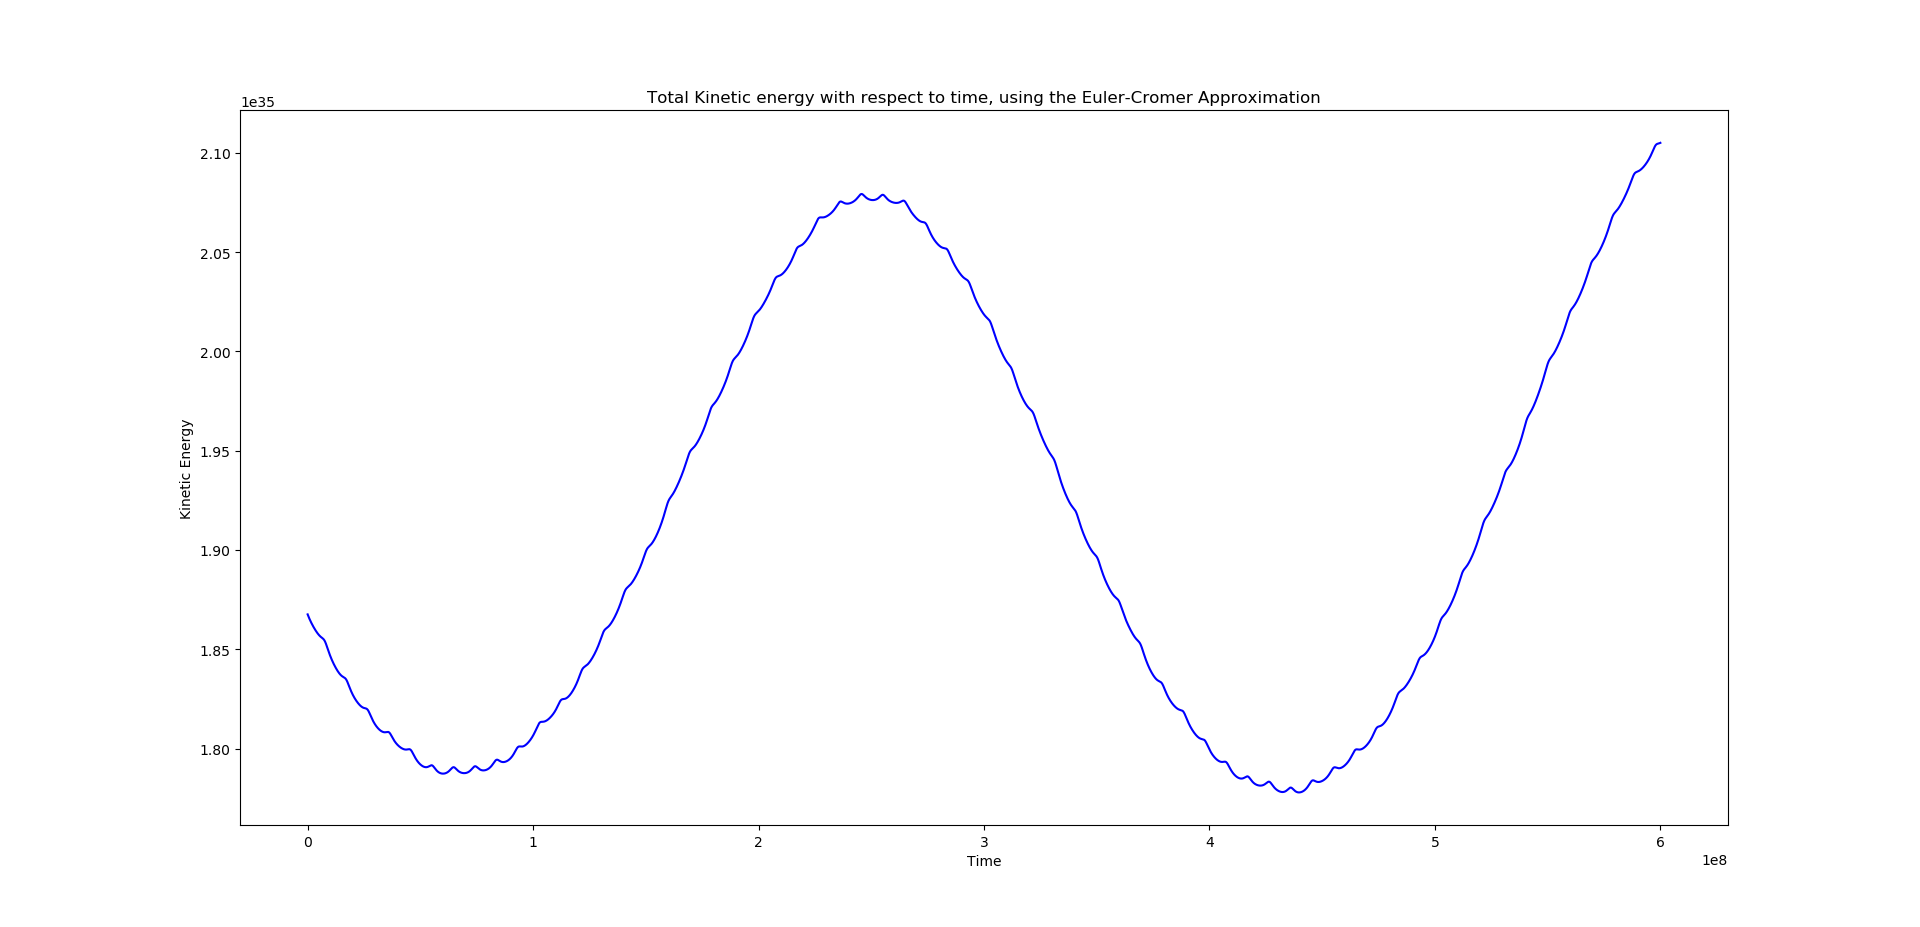 Total Kinetic energy with respect to time, using the Euler-Cromer Approximation
1e35
2.10
2.05
2.00
1.95
1.90
1.85
1.80
Kinetic Energy
0 1 2 3 4 5 6
Time
1e8